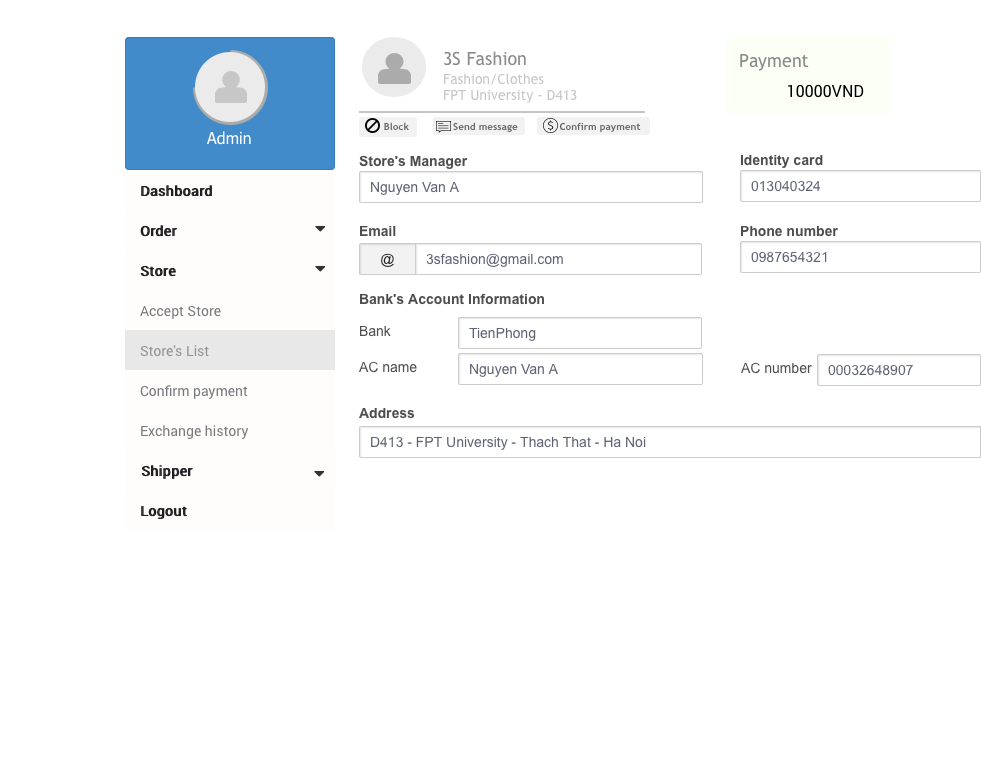 Admin
Dashboard
Order
Store
Accept Store
Store's List
Confirm payment
Exchange history
Shipper
Logout
3S Fashion
Fashion/Clothes
FPT University - D413
Block
Send message
Confirm payment
Payment
10000VND
Store's Manager
Nguyen Van A
Identity card
013040324
Email
@ 3sfashion@gmail.com
Phone number
0987654321
Bank's Account Information
Bank TienPhong
AC name Nguyen Van A
AC number 00032648907
Address
D413 - FPT University - Thach That - Ha Noi